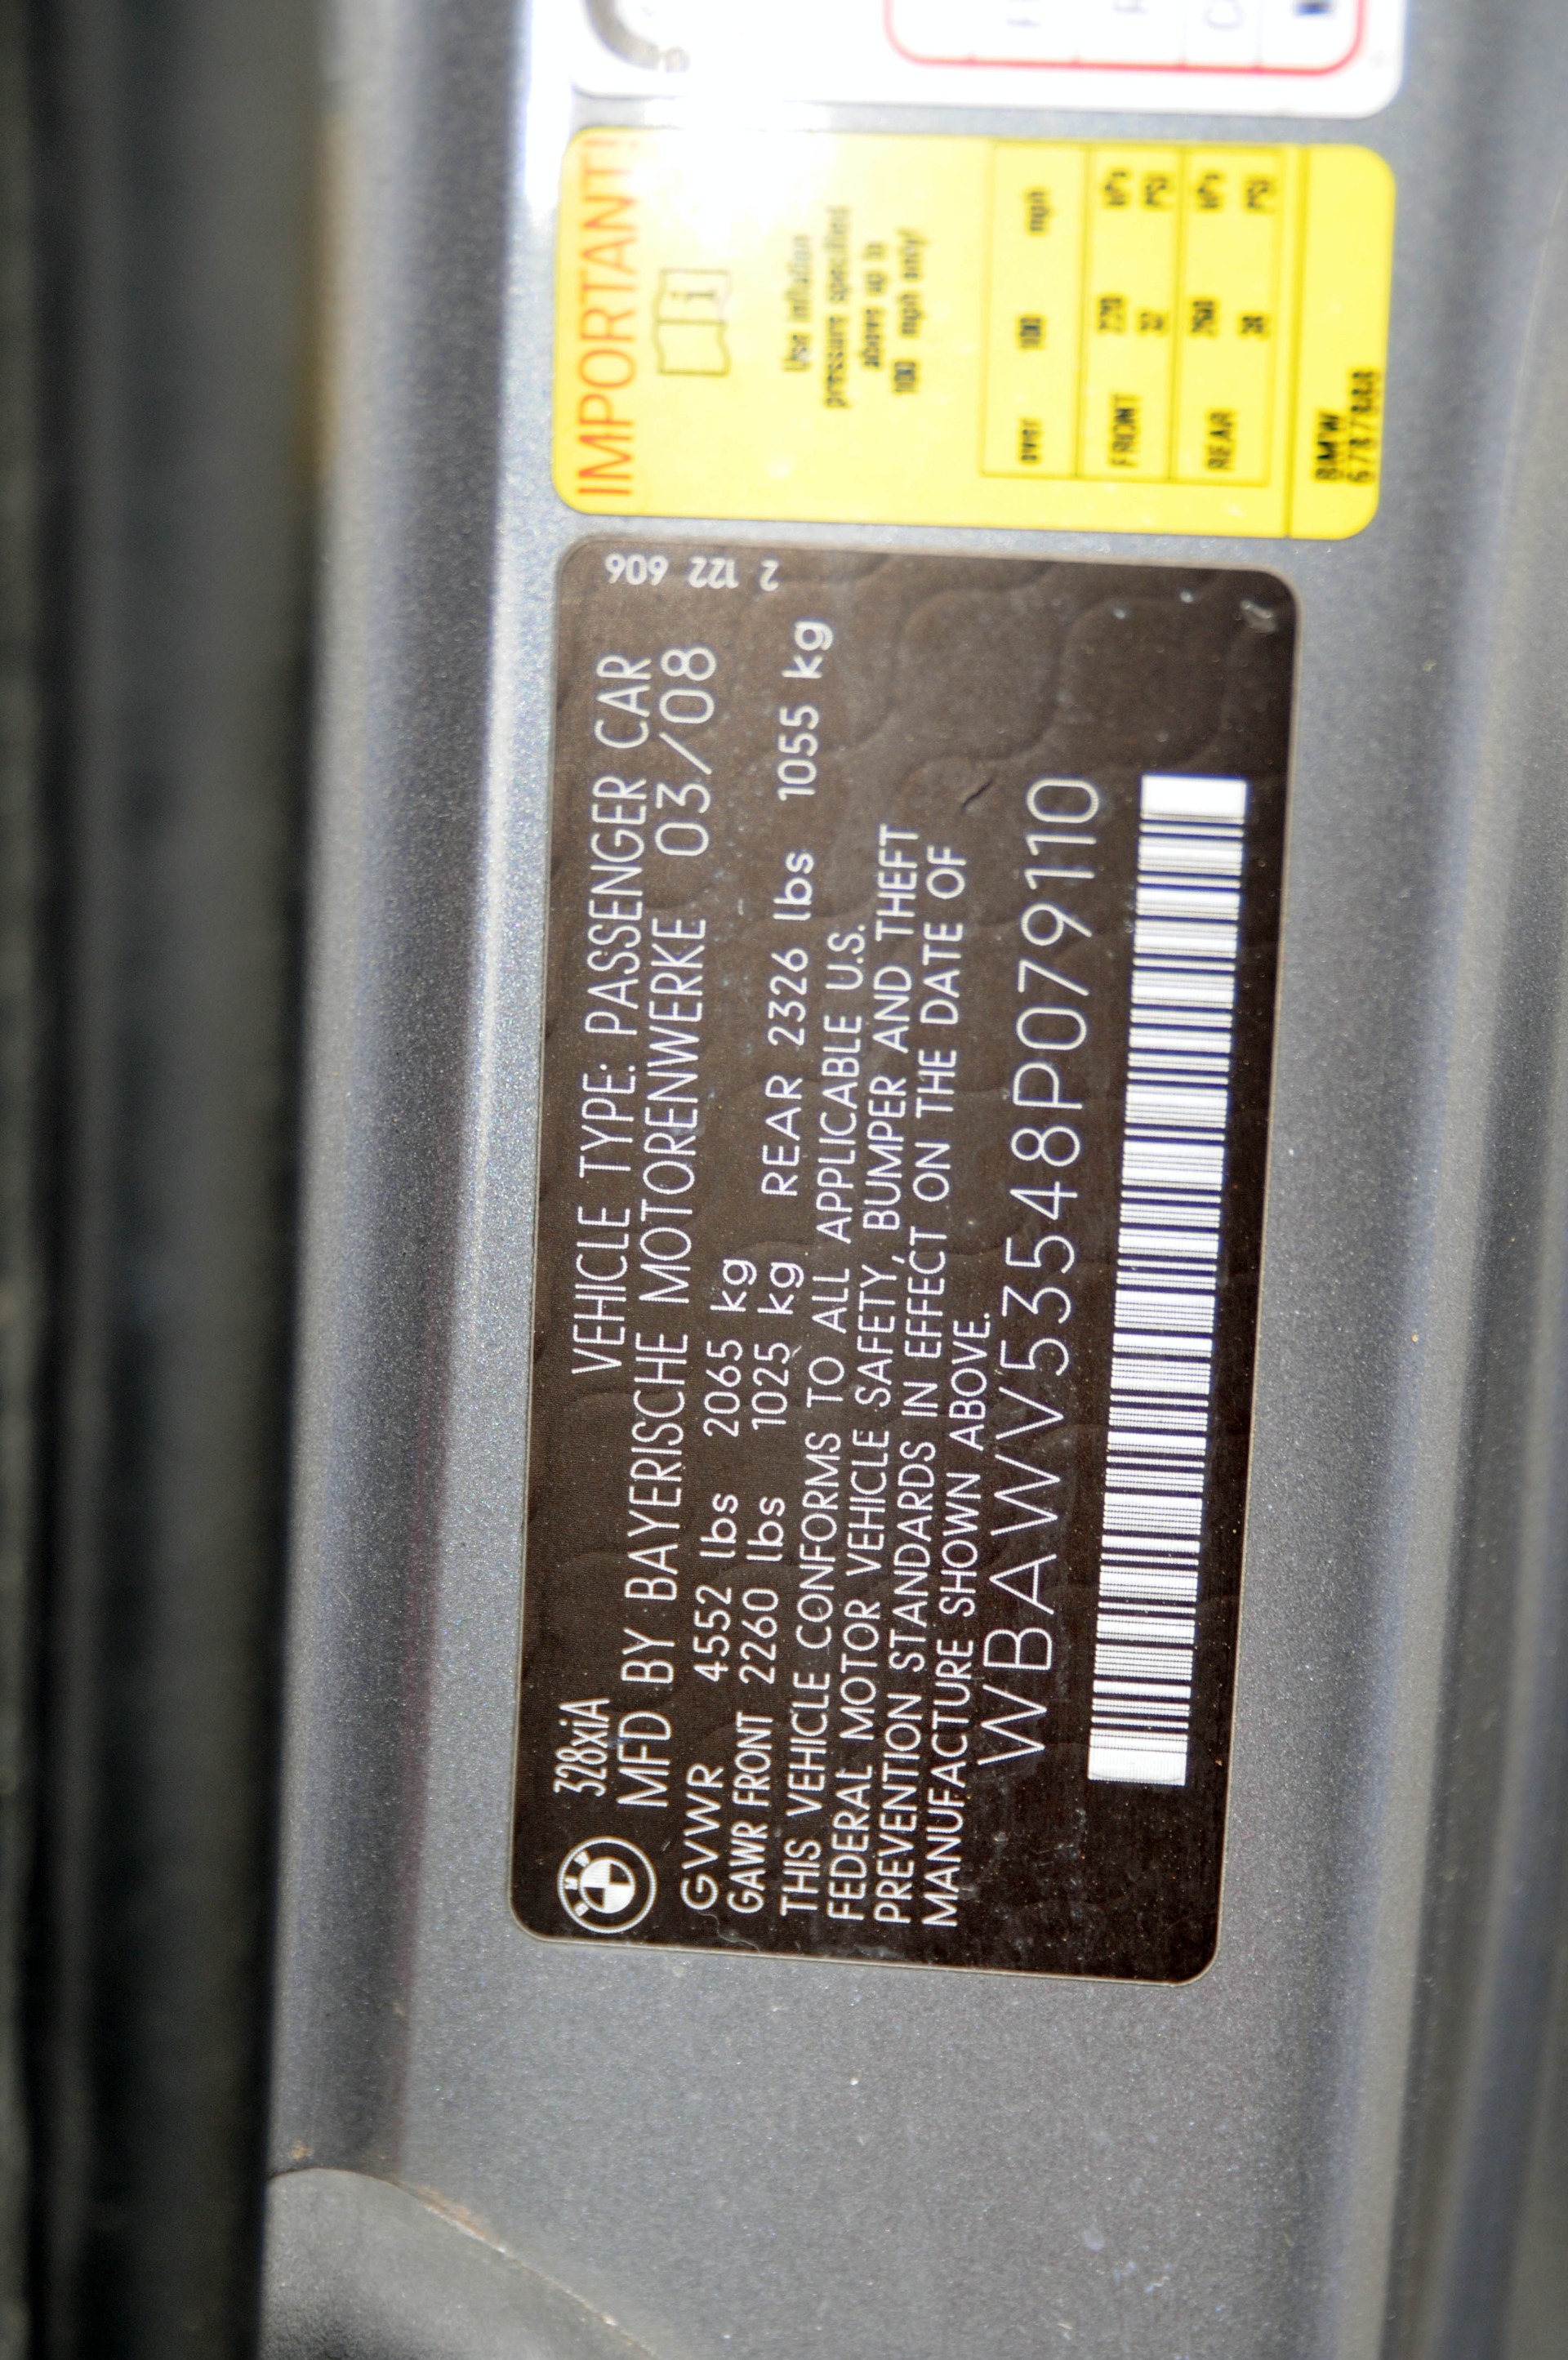 328xiA VEHICLE TYPE: PASSENGER CAR
MFD BY BAYERISCHE MOTORENWERKE 03/08
GVWR 4552 lbs 2065 kg
GAWR FRONT 2260 lbs 1025 kg REAR 2326 lbs 1055 kg
THIS VEHICLE CONFORMS TO ALL APPLICABLE U.S.
FEDERAL MOTOR VEHICLE SAFETY, BUMPER AND THEFT
PREVENTION STANDARDS IN EFFECT ON THE DATE OF
MANUFACTURE SHOWN ABOVE.
WBAWV53548P079110
2 122 606
IMPORTANT!
i
Use inflation
pressure specified
above up to
100 mph only!
over 100 mph
FRONT 220 kPa
32 PSI
REAR 260 kPa
38 PSI
BMW